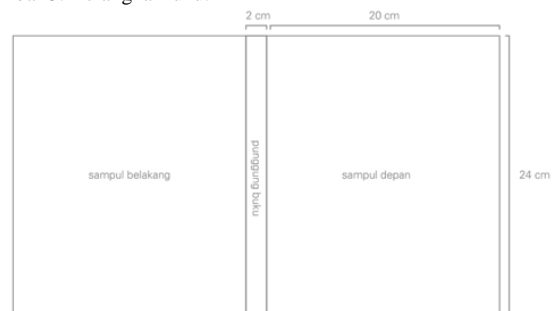 2 cm
20 cm
sampul belakang
punggung buku
sampul depan
24 cm